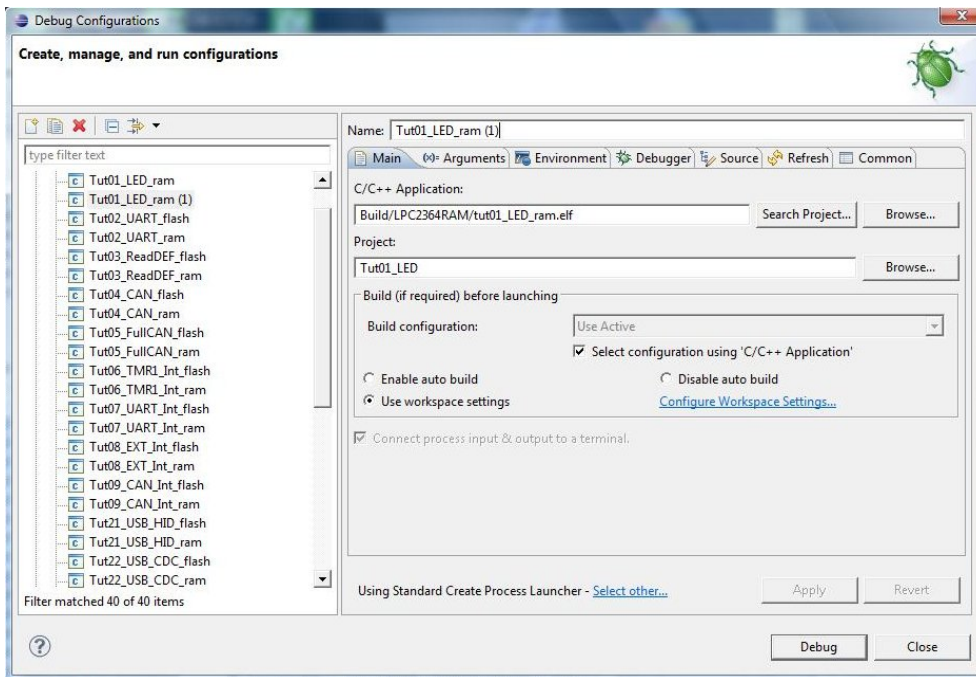 Debug Configurations
Create, manage, and run configurations
type filter text
Tut01_LED_ram
Tut01_LED_ram (1)
Tut02_UART_flash
Tut02_UART_ram
Tut03_ReadDEF_flash
Tut03_ReadDEF_ram
Tut04_CAN_flash
Tut04_CAN_ram
Tut05_FullCAN_flash
Tut05_FullCAN_ram
Tut06_TMR1_Int_flash
Tut06_TMR1_Int_ram
Tut07_UART_Int_flash
Tut07_UART_Int_ram
Tut08_EXT_Int_flash
Tut08_EXT_Int_ram
Tut09_CAN_Int_flash
Tut09_CAN_Int_ram
Tut21_USB_HID_flash
Tut21_USB_HID_ram
Tut22_USB_CDC_flash
Tut22_USB_CDC_ram
Filter matched 40 of 40 items
Name: Tut01_LED_ram (1)
Main (x)= Arguments Environment Debugger Source Refresh Common
C/C++ Application:
Build/LPC2364RAM/tut01_LED_ram.elf Search Project... Browse...
Project:
Tut01_LED Browse...
Build (if required) before launching
Build configuration: Use Active
Select configuration using 'C/C++ Application'
Enable auto build Disable auto build
Use workspace settings Configure Workspace Settings...
Connect process input & output to a terminal.
Using Standard Create Process Launcher - Select other... Apply Revert
? Debug Close